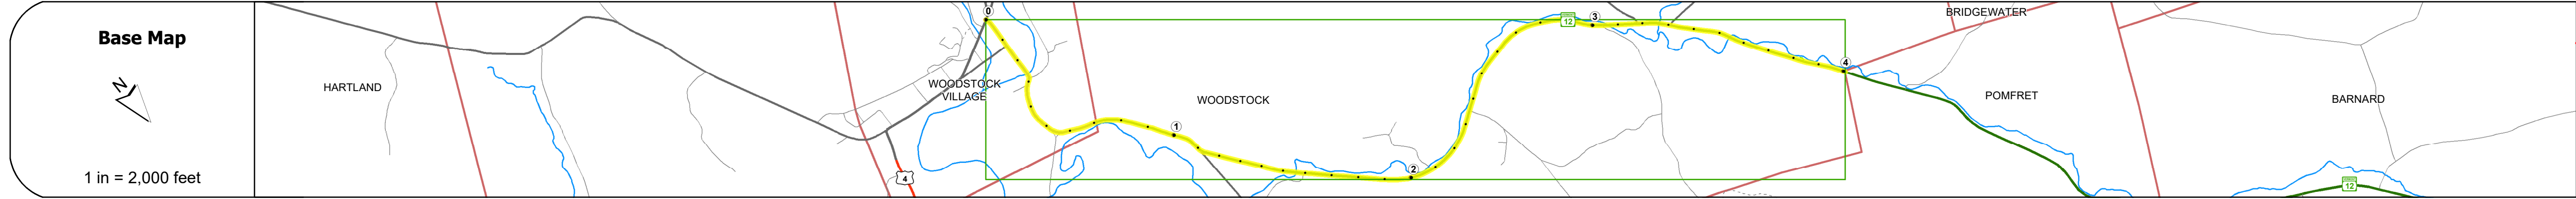 Base Map
N
1 in = 2,000 feet
HARTLAND
WOODSTOCK
VILLAGE
4
0
WOODSTOCK
1
2
12
3
4
BRIDGEWATER
POMFRET
BARNARD
12